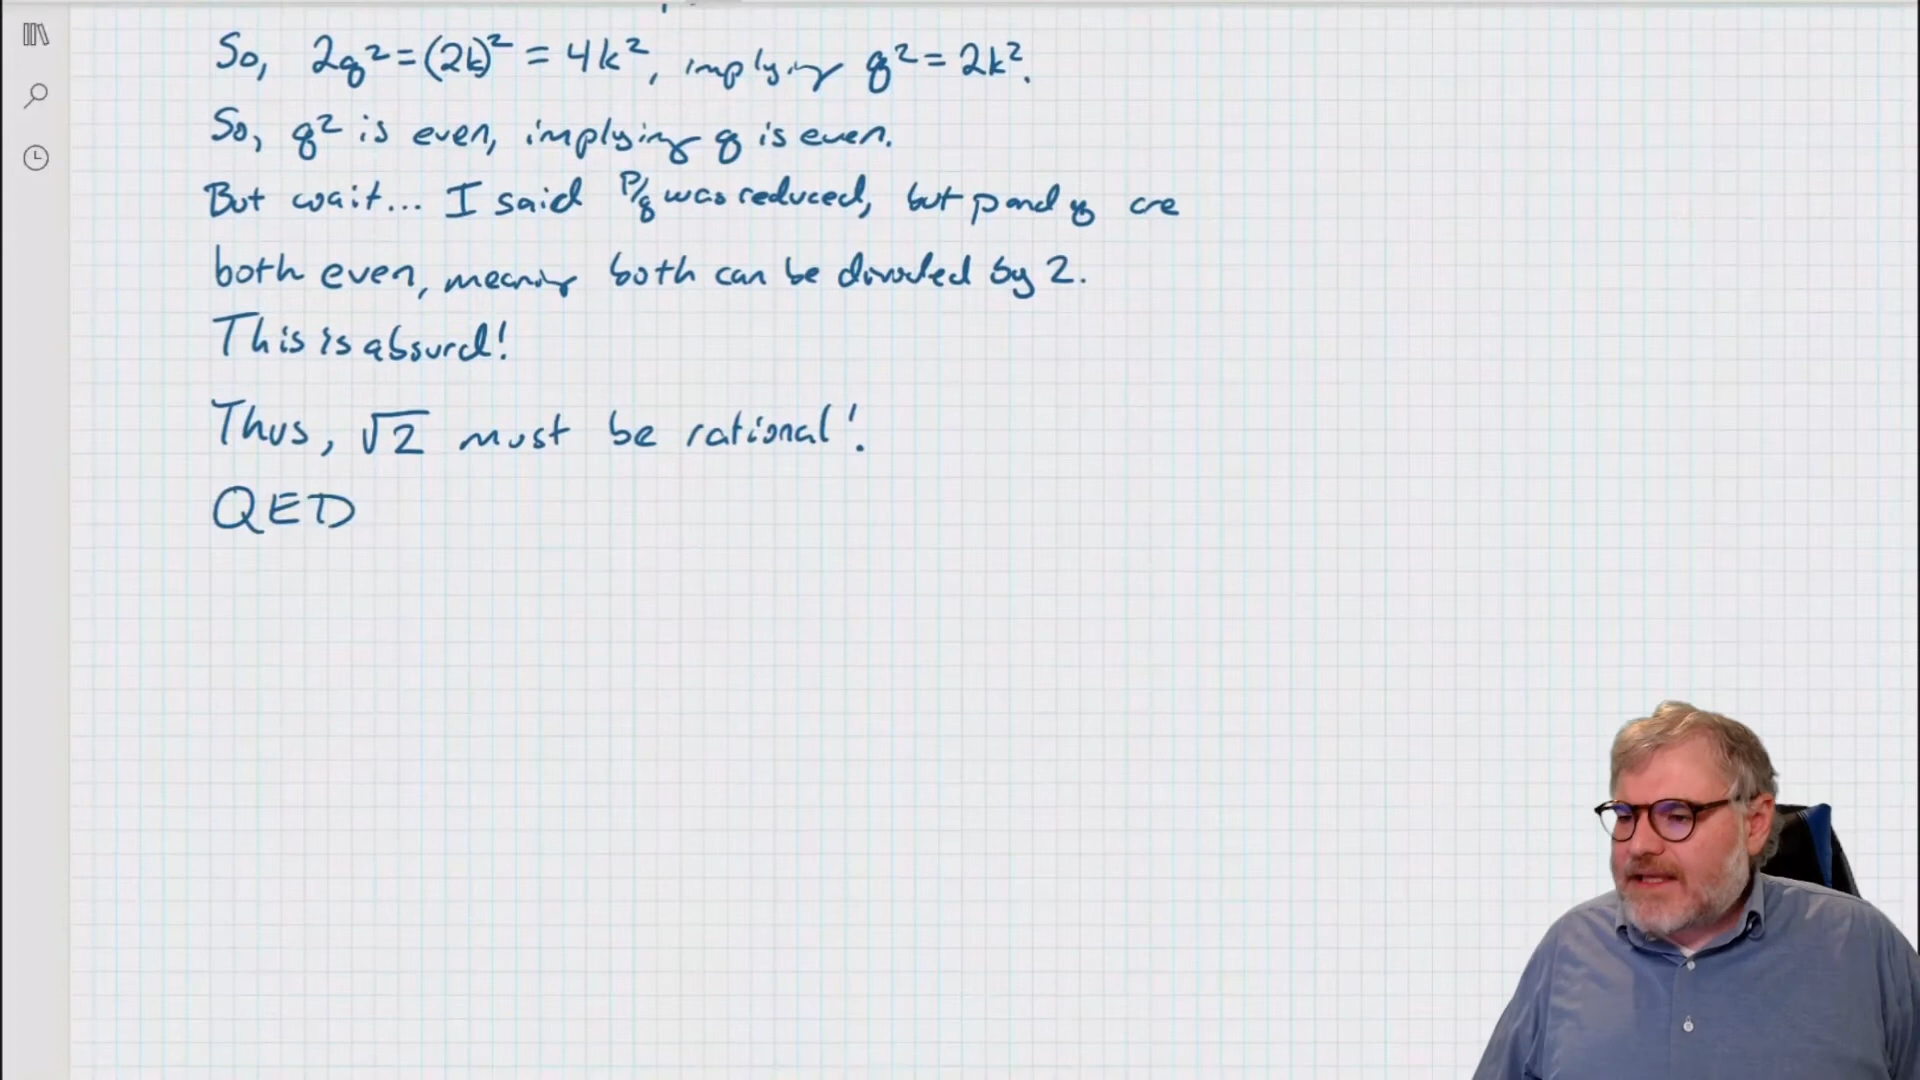 So, 2q² = (2k)² = 4k², implying q² = 2k².
So, q² is even, implying q is even.
But wait... I said P/q was reduced, but p and q are
both even, meaning both can be divided by 2.
This is absurd!
Thus, √2 must be rational!
QED